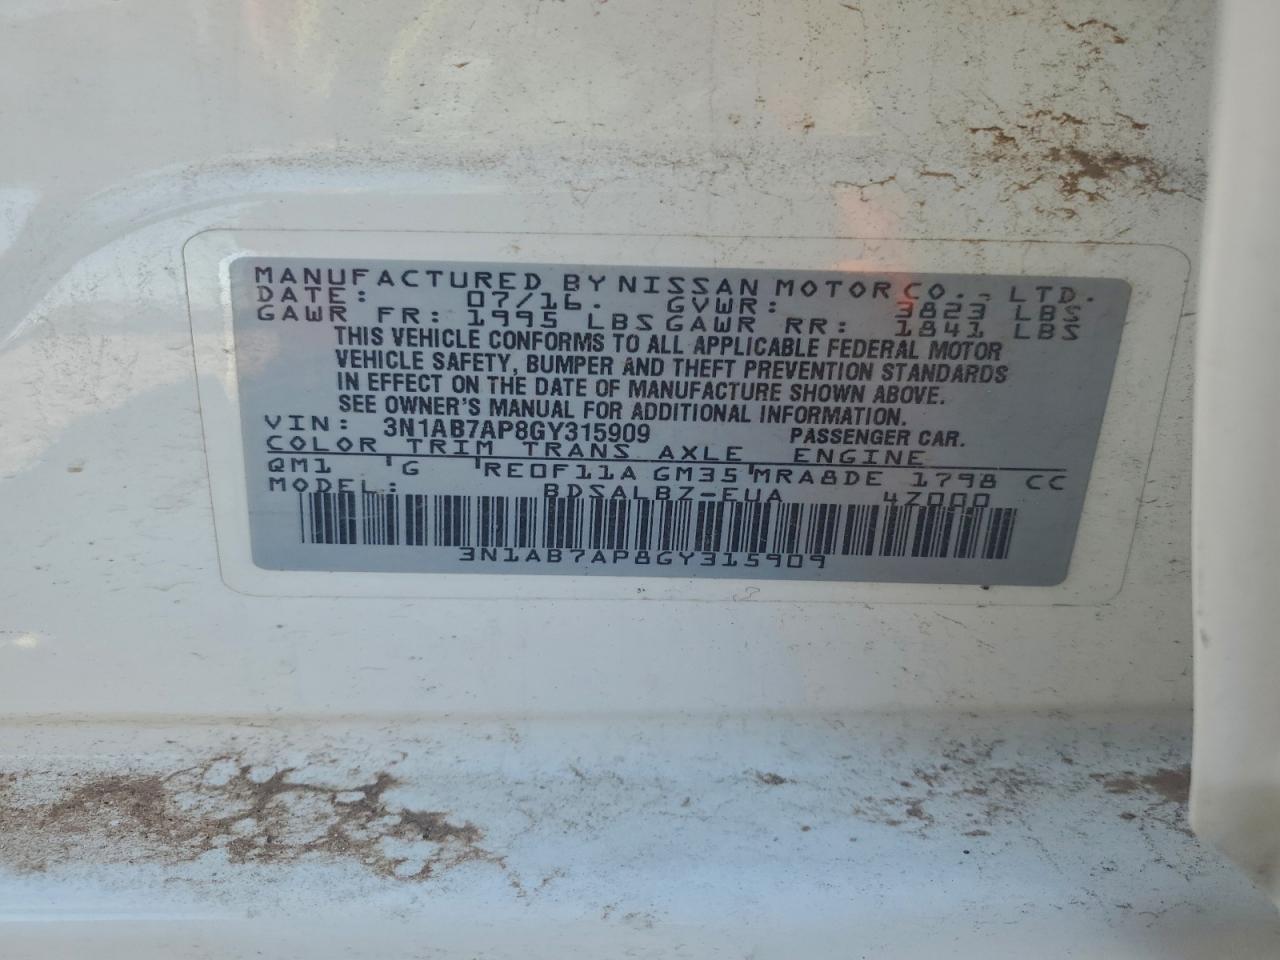 MANUFACTURED BY NISSAN MOTOR CO., LTD.
DATE: 07/16. GVWR: 3823 LBS
GAWR FR: 1995 LBS GAWR RR: 1841 LBS
THIS VEHICLE CONFORMS TO ALL APPLICABLE FEDERAL MOTOR
VEHICLE SAFETY, BUMPER AND THEFT PREVENTION STANDARDS
IN EFFECT ON THE DATE OF MANUFACTURE SHOWN ABOVE.
SEE OWNER'S MANUAL FOR ADDITIONAL INFORMATION.
VIN: 3N1AB7AP8GY315909 PASSENGER CAR.
COLOR TRIM TRANS AXLE ENGINE
QM1 'G 'RE0F11A GM35'MRA8DE 1798 CC
MODEL: BDSALBZ-EUA 4Z000
3N1AB7AP8GY315909